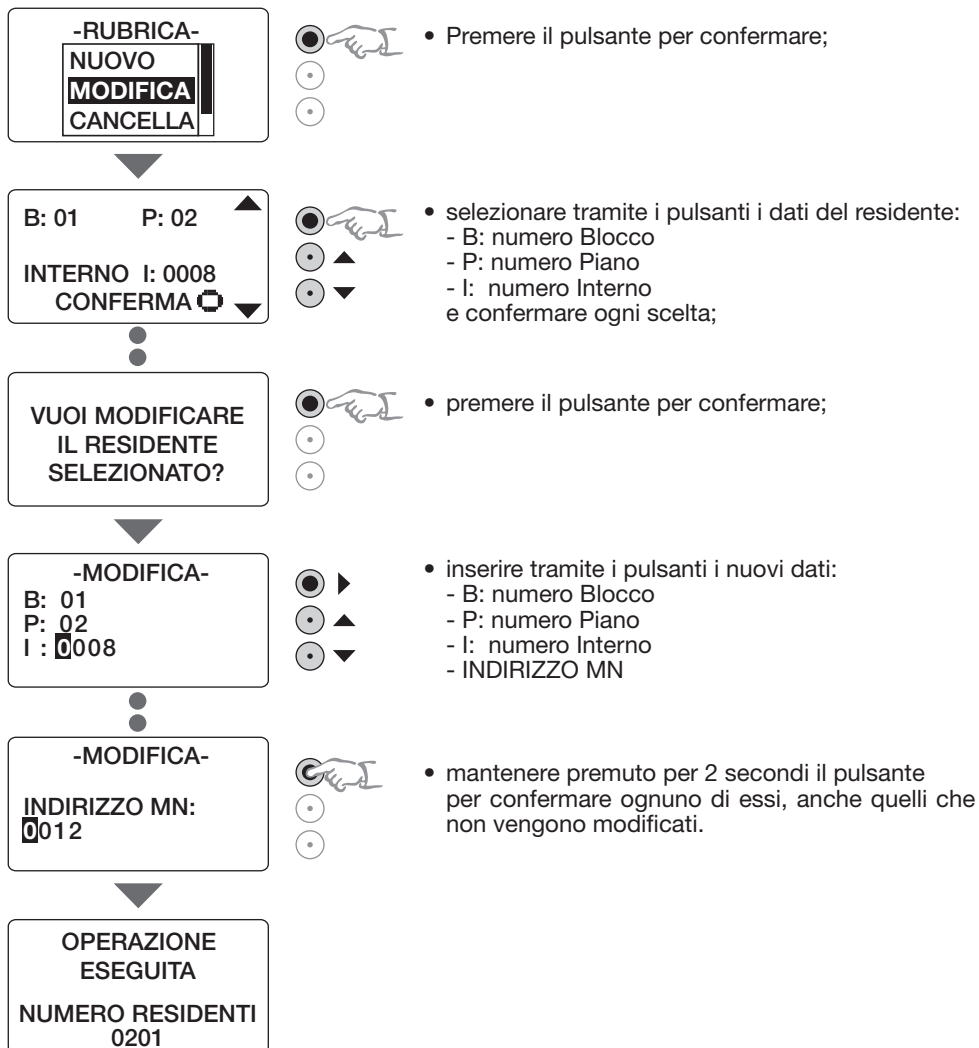 -RUBRICA-
NUOVO
MODIFICA
CANCELLA
• Premere il pulsante per confermare;
B: 01 P: 02
INTERNO I: 0008
CONFERMA
• selezionare tramite i pulsanti i dati del residente:
- B: numero Blocco
- P: numero Piano
- I: numero Interno
e confermare ogni scelta;
VUOI MODIFICARE
IL RESIDENTE
SELEZIONATO?
• premere il pulsante per confermare;
-MODIFICA-
B: 01
P: 02
I : 0008
• inserire tramite i pulsanti i nuovi dati:
- B: numero Blocco
- P: numero Piano
- I: numero Interno
- INDIRIZZO MN
-MODIFICA-
INDIRIZZO MN:
0012
• mantenere premuto per 2 secondi il pulsante
per confermare ognuno di essi, anche quelli che
non vengono modificati.
OPERAZIONE
ESEGUITA
NUMERO RESIDENTI
0201